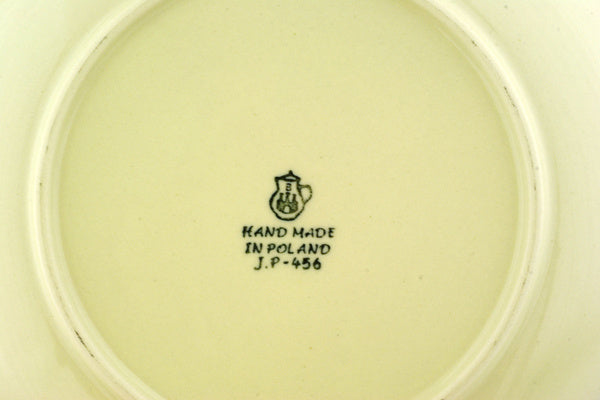 B
HAND MADE
IN POLAND
J.P-456